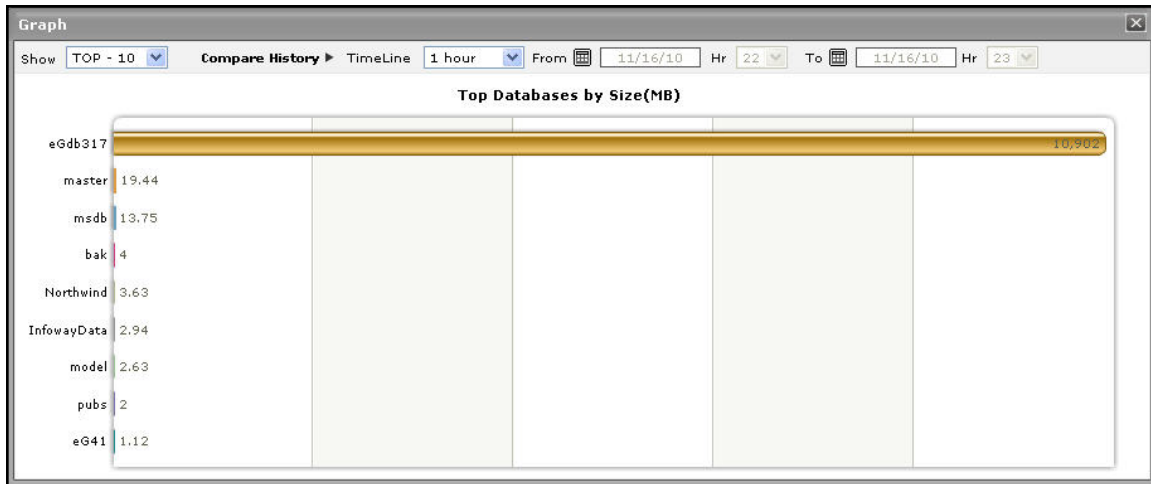 Graph
Show TOP - 10 Compare History TimeLine 1 hour From 11/16/10 Hr 22 To 11/16/10 Hr 23
Top Databases by Size(MB)
eGdb317 10,902
master 19.44
msdb 13.75
bak 4
Northwind 3.63
InfowayData 2.94
model 2.63
pubs 2
eG41 1.12